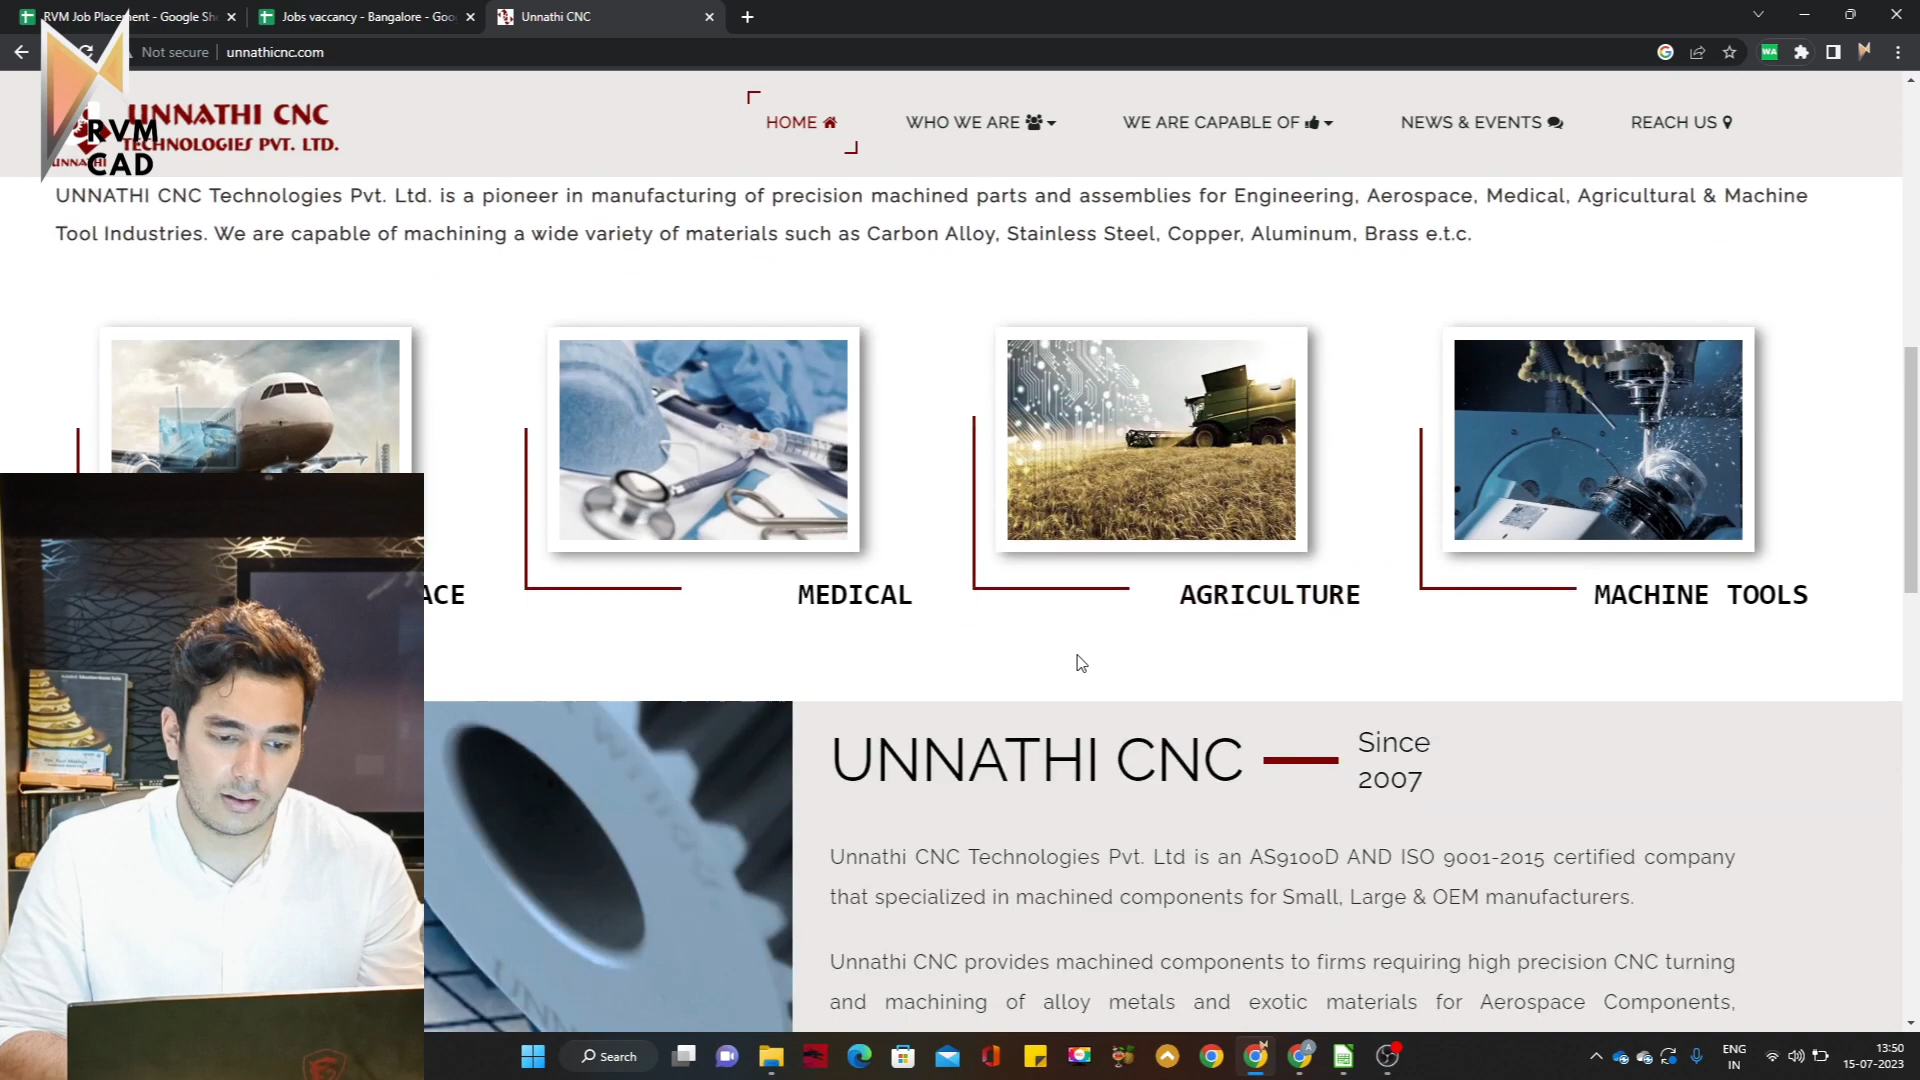 RVM Job Placement - Google She
Jobs vaccancy - Bangalore - Goo
Unnathi CNC
Not secure
unnathicnc.com
WA
RVM
CAD
UNNATHI CNC
TECHNOLOGIES PVT. LTD.
UNNATHI
HOME
WHO WE ARE
WE ARE CAPABLE OF
NEWS & EVENTS
REACH US
UNNATHI CNC Technologies Pvt. Ltd. is a pioneer in manufacturing of precision machined parts and assemblies for Engineering, Aerospace, Medical, Agricultural & Machine
Tool Industries. We are capable of machining a wide variety of materials such as Carbon Alloy, Stainless Steel, Copper, Aluminum, Brass e.t.c.
ACE
MEDICAL
AGRICULTURE
MACHINE TOOLS
UNNATHI CNC
Since
2007
Unnathi CNC Technologies Pvt. Ltd is an AS9100D AND ISO 9001-2015 certified company
that specialized in machined components for Small, Large & OEM manufacturers.
Unnathi CNC provides machined components to firms requiring high precision CNC turning
and machining of alloy metals and exotic materials for Aerospace Components,
Search
ENG
IN
13:50
15-07-2023